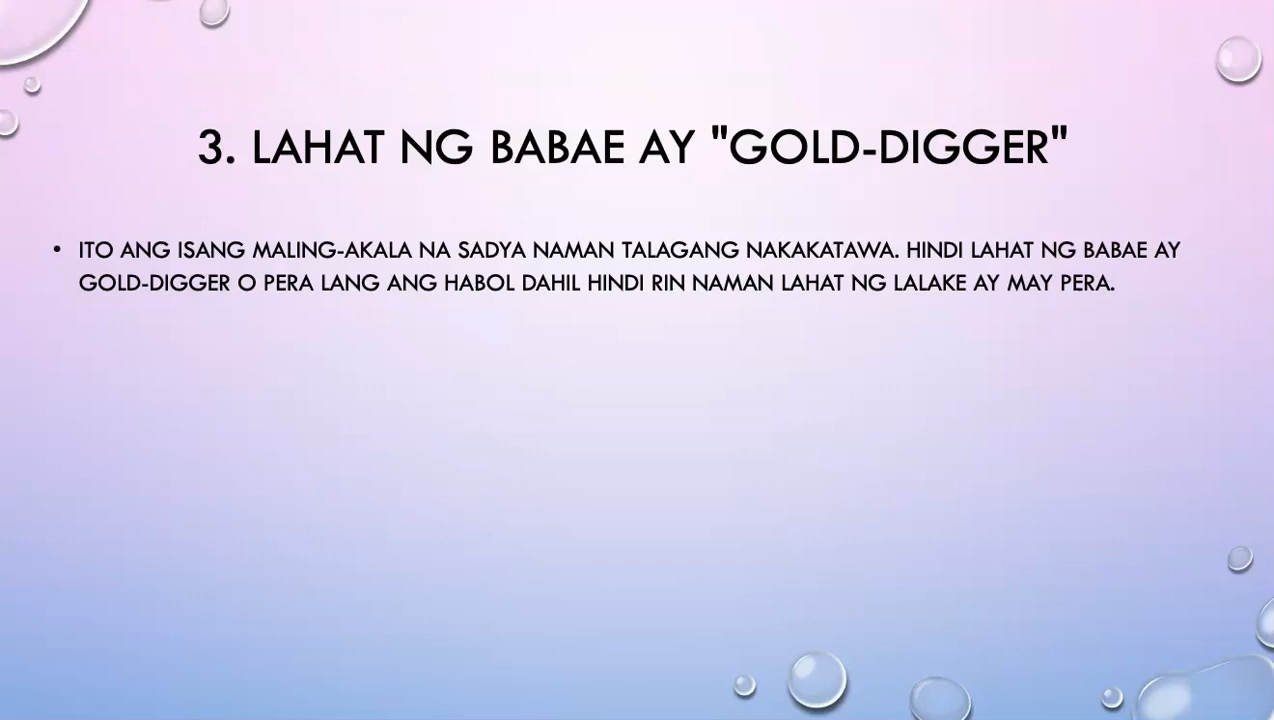 3. LAHAT NG BABAE AY "GOLD-DIGGER"
• ITO ANG ISANG MALING-AKALA NA SADYA NAMAN TALAGANG NAKAKATAWA. HINDI LAHAT NG BABAE AY
GOLD-DIGGER O PERA LANG ANG HABOL DAHIL HINDI RIN NAMAN LAHAT NG LALAKE AY MAY PERA.